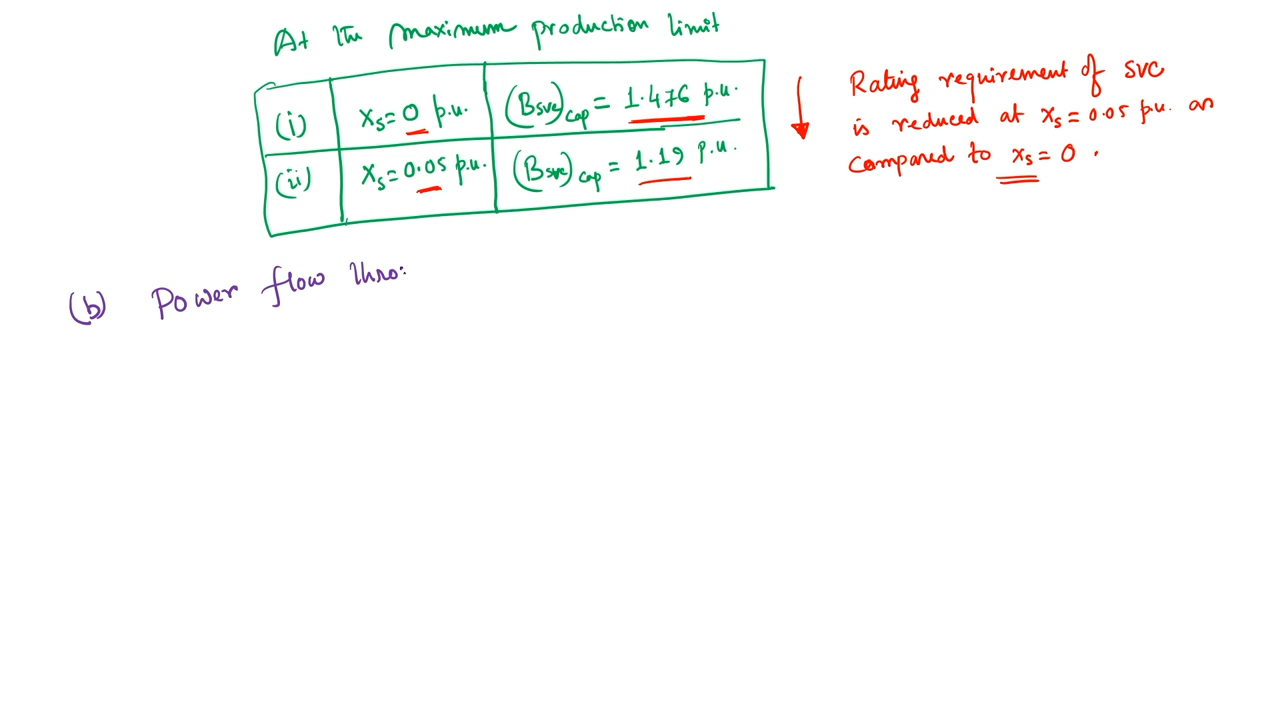 At the maximum production limit
(i) Xs=0 p.u. (Bsvc)cap = 1.476 p.u.
(ii) Xs=0.05 p.u. (Bsvc)cap = 1.19 p.u.
Rating requirement of SVC
is reduced at Xs = 0.05 p.u. as
compared to Xs = 0 .
(b) Power flow thro: